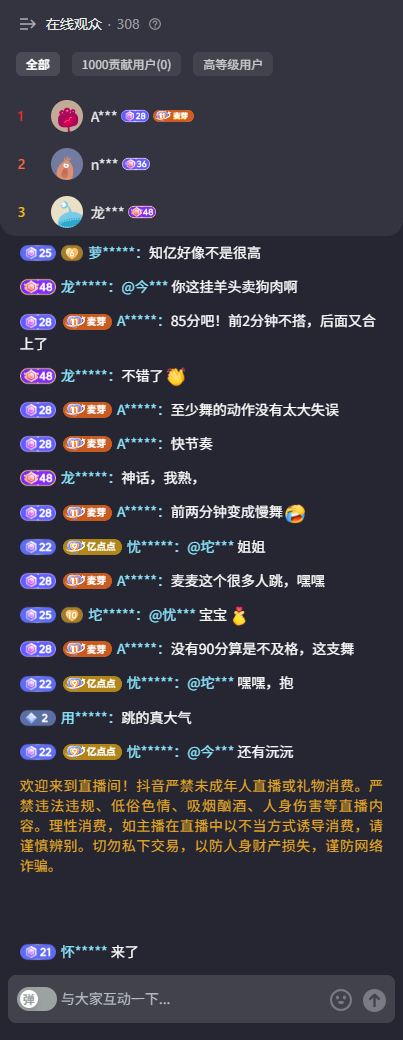 在线观众 · 308
全部 1000贡献用户(0) 高等级用户
1 A*** 28 麦芽
2 n*** 36
3 龙*** 48
25 萝*****：知亿好像不是很高
48 龙*****：@今*** 你这挂羊头卖狗肉啊
28 11 麦芽 A*****：85分吧！前2分钟不搭，后面又合
上了
48 龙*****：不错了
28 11 麦芽 A*****：至少舞的动作没有太大失误
28 11 麦芽 A*****：快节奏
48 龙*****：神话，我熟，
28 11 麦芽 A*****：前两分钟变成慢舞
22 亿点点 忧*****：@坨*** 姐姐
28 11 麦芽 A*****：麦麦这个很多人跳，嘿嘿
25 10 坨*****：@忧*** 宝宝
28 11 麦芽 A*****：没有90分算是不及格，这支舞
22 亿点点 忧*****：@坨*** 嘿嘿，抱
2 用*****：跳的真大气
22 亿点点 忧*****：@今*** 还有沅沅
欢迎来到直播间！抖音严禁未成年人直播或礼物消费。严
禁违法违规、低俗色情、吸烟酗酒、人身伤害等直播内
容。理性消费，如主播在直播中以不当方式诱导消费，请
谨慎辨别。切勿私下交易，以防人身财产损失，谨防网络
诈骗。
21 怀***** 来了
弹 与大家互动一下...